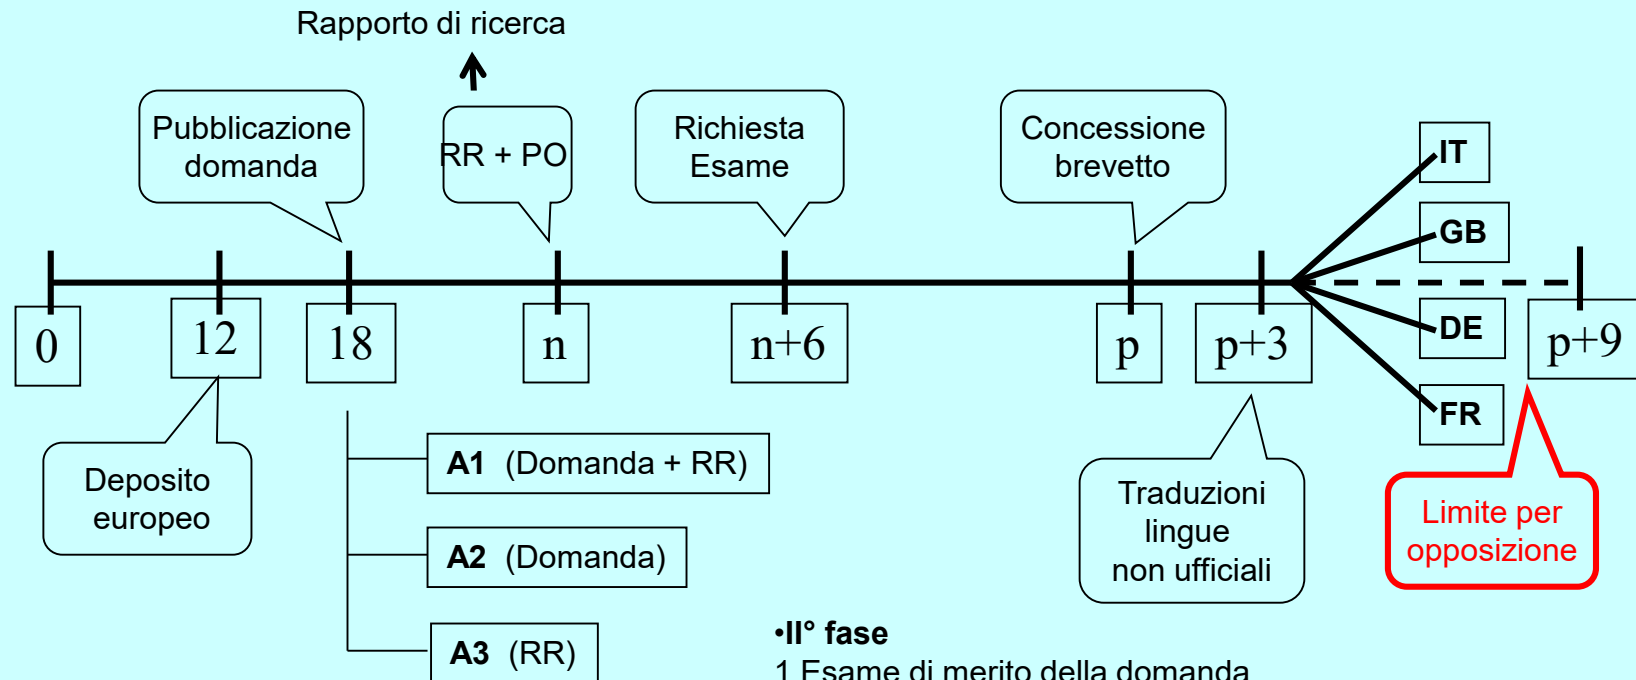 Rapporto di ricerca
Pubblicazione
domanda
RR + PO
Richiesta
Esame
Concessione
brevetto
IT
GB
DE
FR
0
12
18
n
n+6
p
p+3
p+9
Deposito
europeo
A1 (Domanda + RR)
A2 (Domanda)
A3 (RR)
Traduzioni
lingue
non ufficiali
Limite per
opposizione
•II° fase
1 Esame di merito della domanda